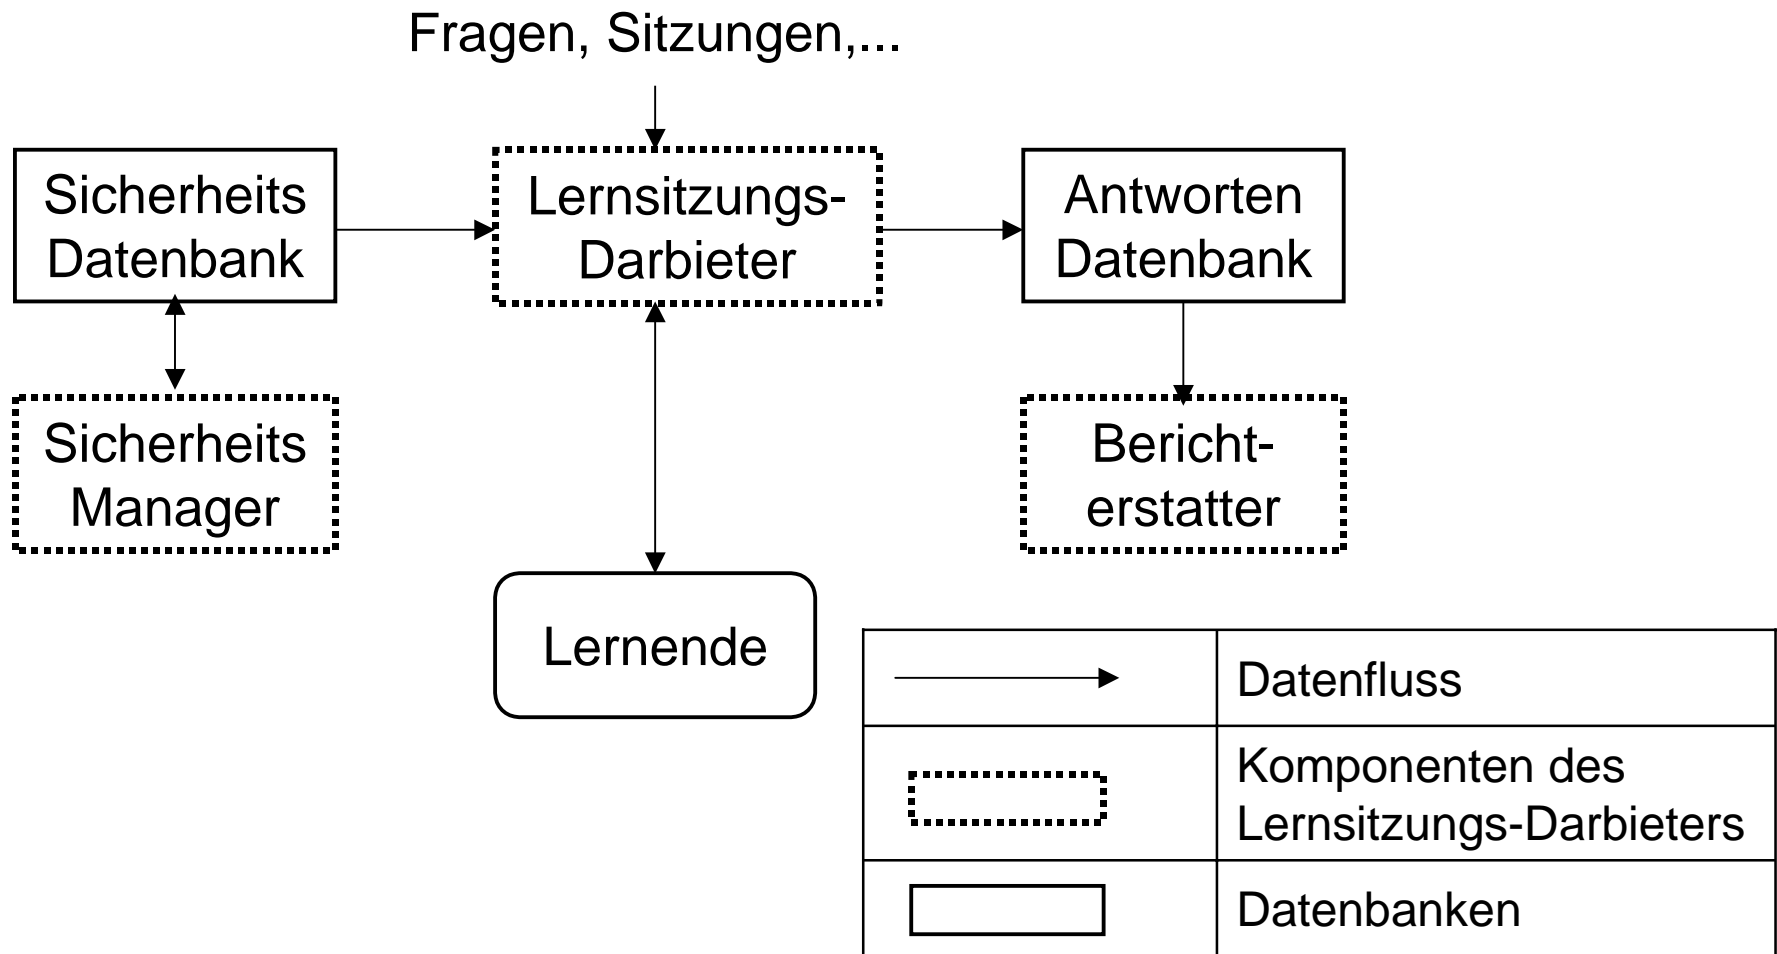 Fragen, Sitzungen,...
Sicherheits
Datenbank
Lernsitzungs-
Darbieter
Antworten
Datenbank
Sicherheits
Manager
Bericht-
erstatter
Lernende
Datenfluss
Komponenten des
Lernsitzungs-Darbieters
Datenbanken